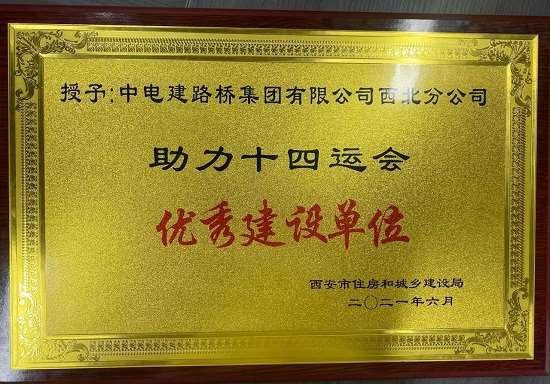 授予:中电建路桥集团有限公司西北分公司
助力十四运会
优秀建设单位
西安市住房和城乡建设局
二〇二一年六月